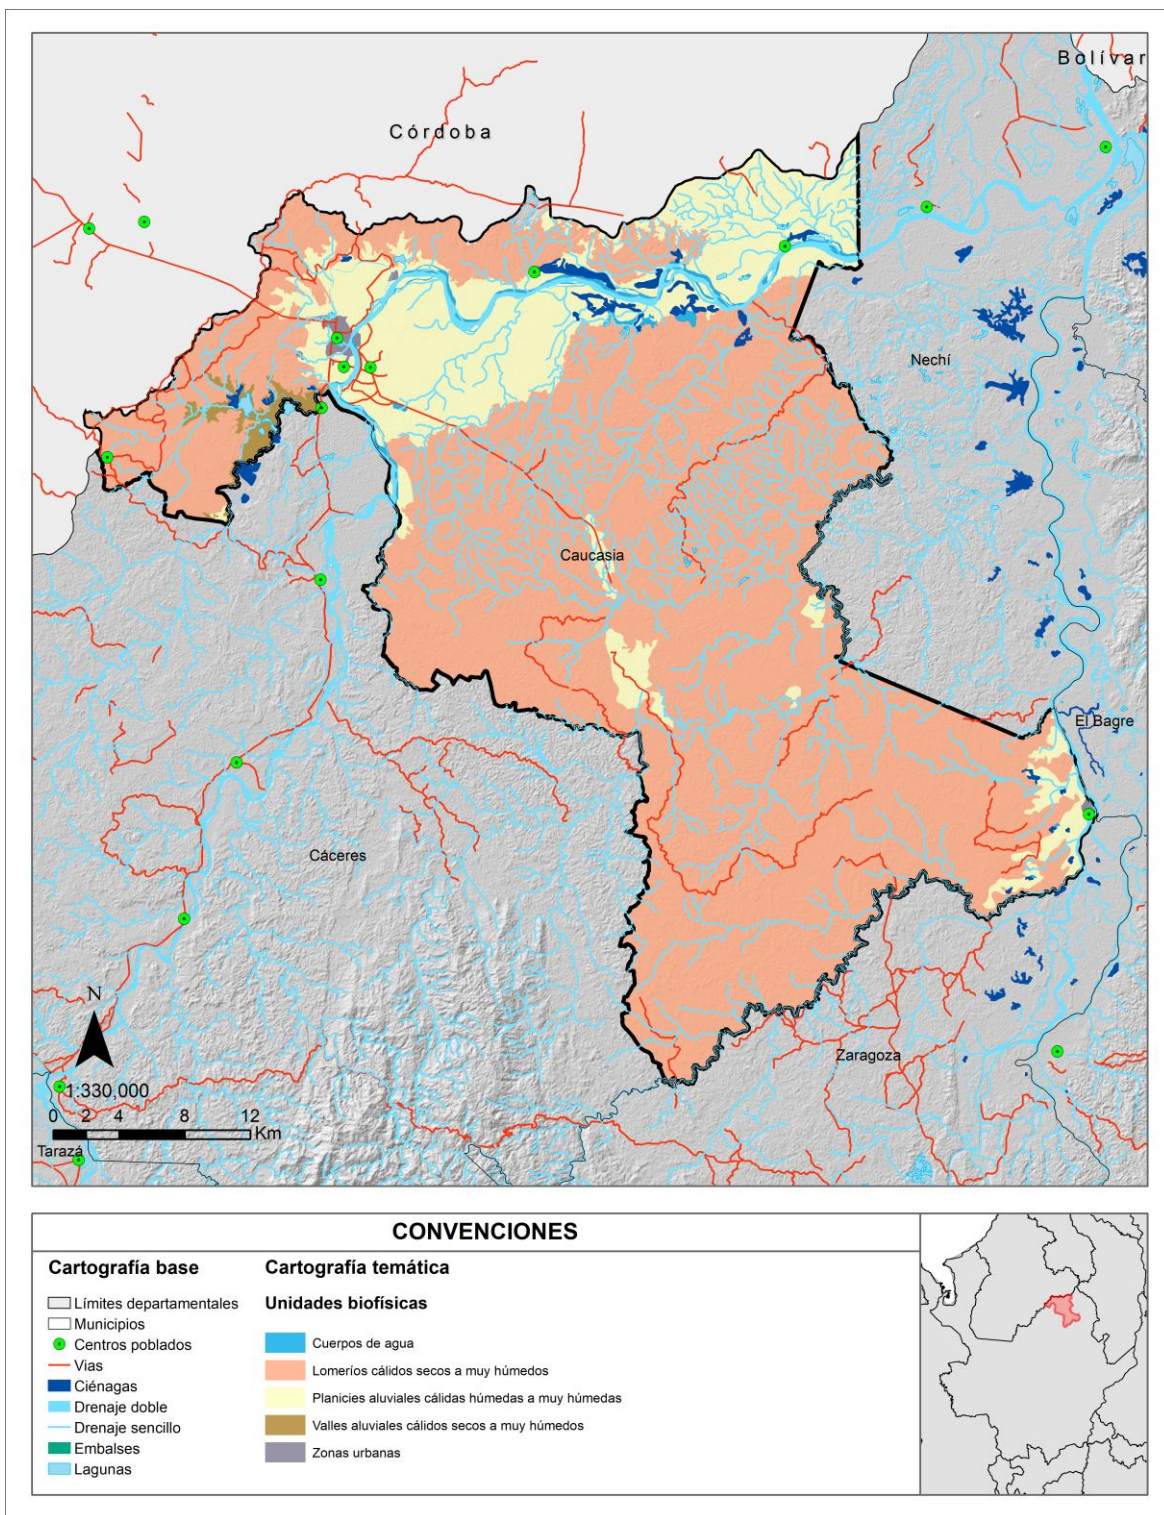 Bolívar
Córdoba
Nechí
Caucasia
El Bagre
Cáceres
Zaragoza
N
1:330,000
0 2 4 8 12
Km
Tarazá
CONVENCIONES
Cartografía base
Límites departamentales
Municipios
Centros poblados
Vias
Ciénagas
Drenaje doble
Drenaje sencillo
Embalses
Lagunas
Cartografía temática
Unidades biofísicas
Cuerpos de agua
Lomeríos cálidos secos a muy húmedos
Planicies aluviales cálidas húmedas a muy húmedas
Valles aluviales cálidos secos a muy húmedos
Zonas urbanas